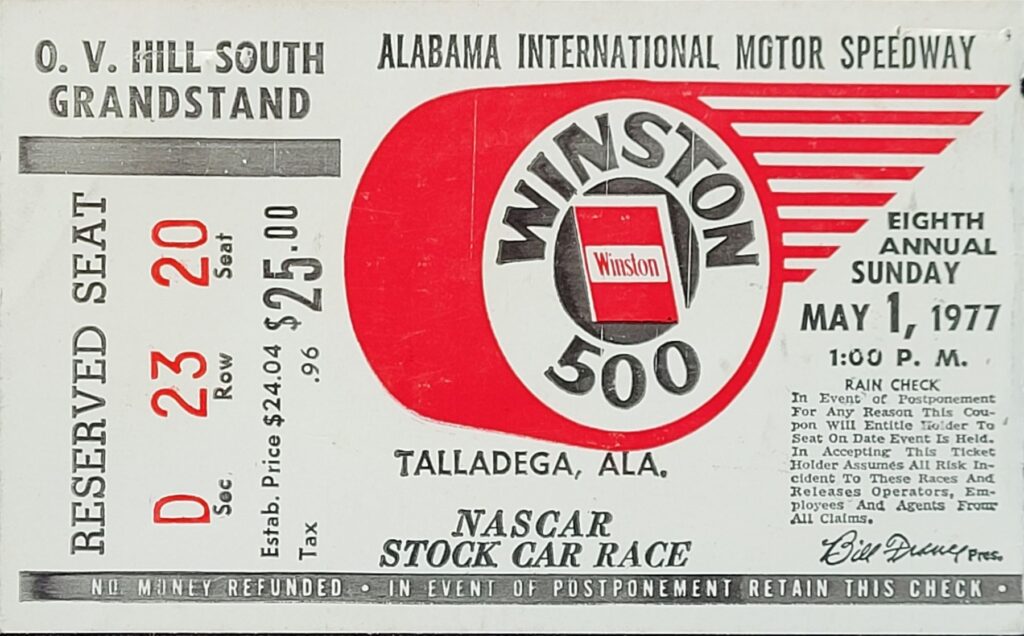 O. V. HILL SOUTH
GRANDSTAND
RESERVED SEAT
D 23 20
Sec Row Seat
Estab. Price $24.04
Tax .96
$25.00
ALABAMA INTERNATIONAL MOTOR SPEEDWAY
WINSTON
Winston
500
TALLADEGA, ALA.
NASCAR
STOCK CAR RACE
EIGHTH
ANNUAL
SUNDAY
MAY 1, 1977
1:00 P. M.
RAIN CHECK
In Event of Postponement
For Any Reason This Cou-
pon Will Entitle Holder To
Seat On Date Event Is Held.
In Accepting This Ticket
Holder Assumes All Risk In-
cident To These Races And
Releases Operators, Em-
ployees And Agents From
All Claims.
Bill France Pres.
NO MONEY REFUNDED • IN EVENT OF POSTPONEMENT RETAIN THIS CHECK •